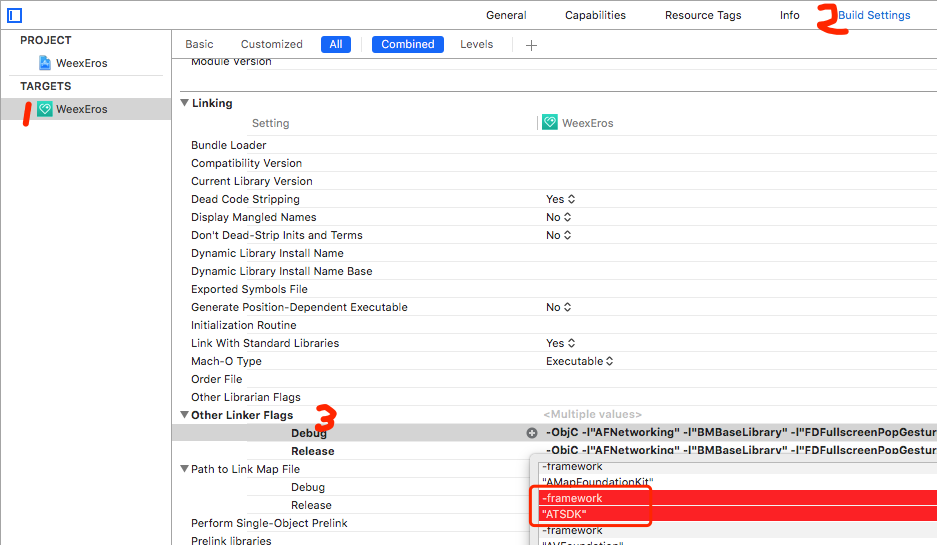 General Capabilities Resource Tags Info 2 Build Settings
PROJECT
WeexEros
TARGETS
1 WeexEros
Basic Customized All Combined Levels +
Module Version
Linking
Setting WeexEros
Bundle Loader
Compatibility Version
Current Library Version
Dead Code Stripping Yes
Display Mangled Names No
Don't Dead-Strip Inits and Terms No
Dynamic Library Install Name
Dynamic Library Install Name Base
Exported Symbols File
Generate Position-Dependent Executable No
Initialization Routine
Link With Standard Libraries Yes
Mach-O Type Executable
Order File
Other Librarian Flags
Other Linker Flags 3 <Multiple values>
Debug -ObjC -l"AFNetworking" -l"BMBaseLibrary" -l"FDFullscreenPopGestur
Release -ObjC -l"AFNetworking" -l"BMBaseLibrary" -l"FDFullscreenPopGestur
Path to Link Map File
Debug
Release
Perform Single-Object Prelink
Prelink libraries
-framework
"AMapFoundationKit"
-framework
"ATSDK"
-framework
"AVFoundation"